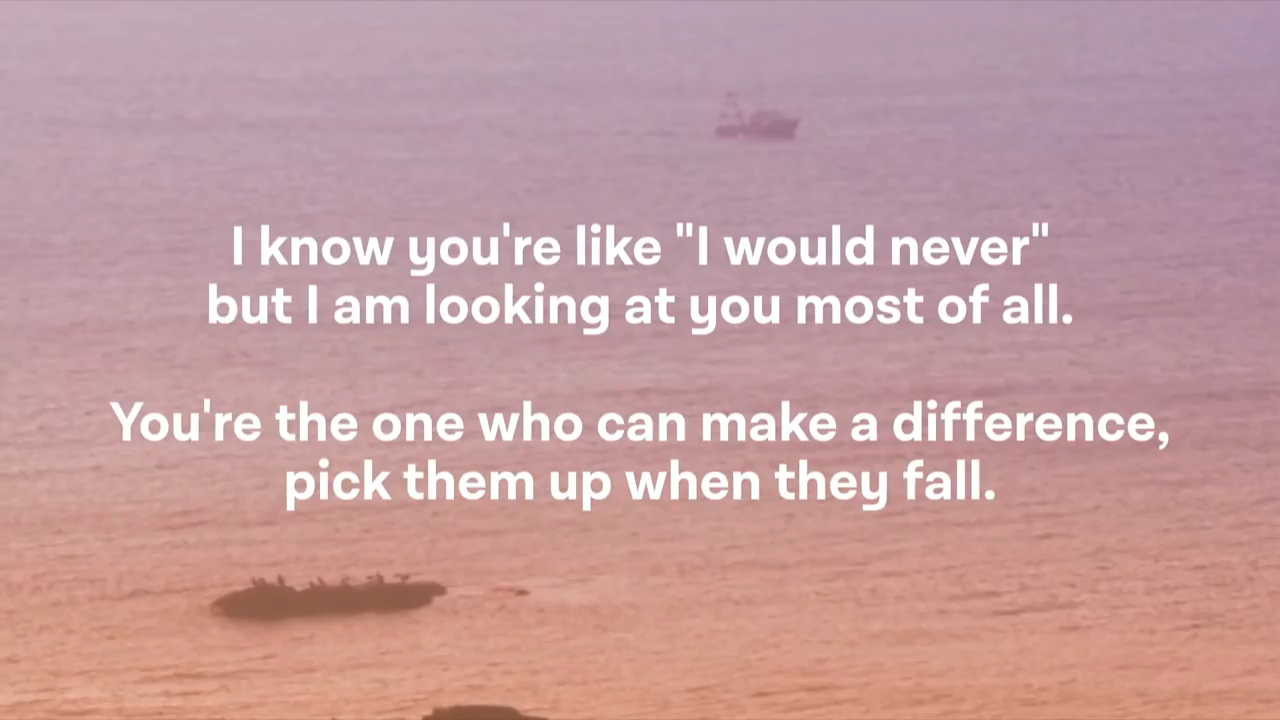 I know you're like "I would never"
but I am looking at you most of all.
You're the one who can make a difference,
pick them up when they fall.